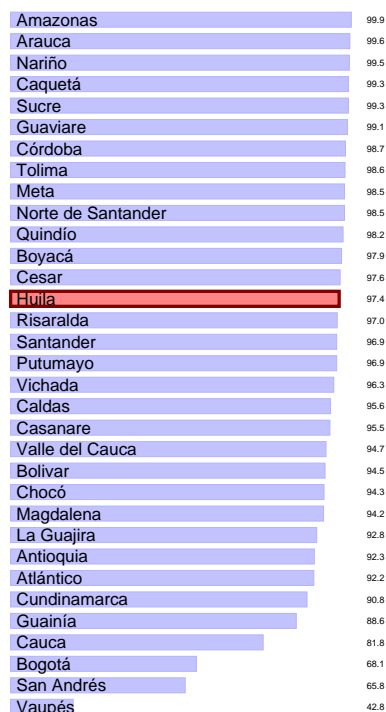 Amazonas 99.9
Arauca 99.6
Nariño 99.5
Caquetá 99.3
Sucre 99.3
Guaviare 99.1
Córdoba 98.7
Tolima 98.6
Meta 98.5
Norte de Santander 98.5
Quindío 98.2
Boyacá 97.9
Cesar 97.6
Huila 97.4
Risaralda 97.0
Santander 96.9
Putumayo 96.9
Vichada 96.3
Caldas 95.6
Casanare 95.5
Valle del Cauca 94.7
Bolivar 94.5
Chocó 94.3
Magdalena 94.2
La Guajira 92.8
Antioquia 92.3
Atlántico 92.2
Cundinamarca 90.8
Guainía 88.6
Cauca 81.8
Bogotá 68.1
San Andrés 65.8
Vaupés 42.8